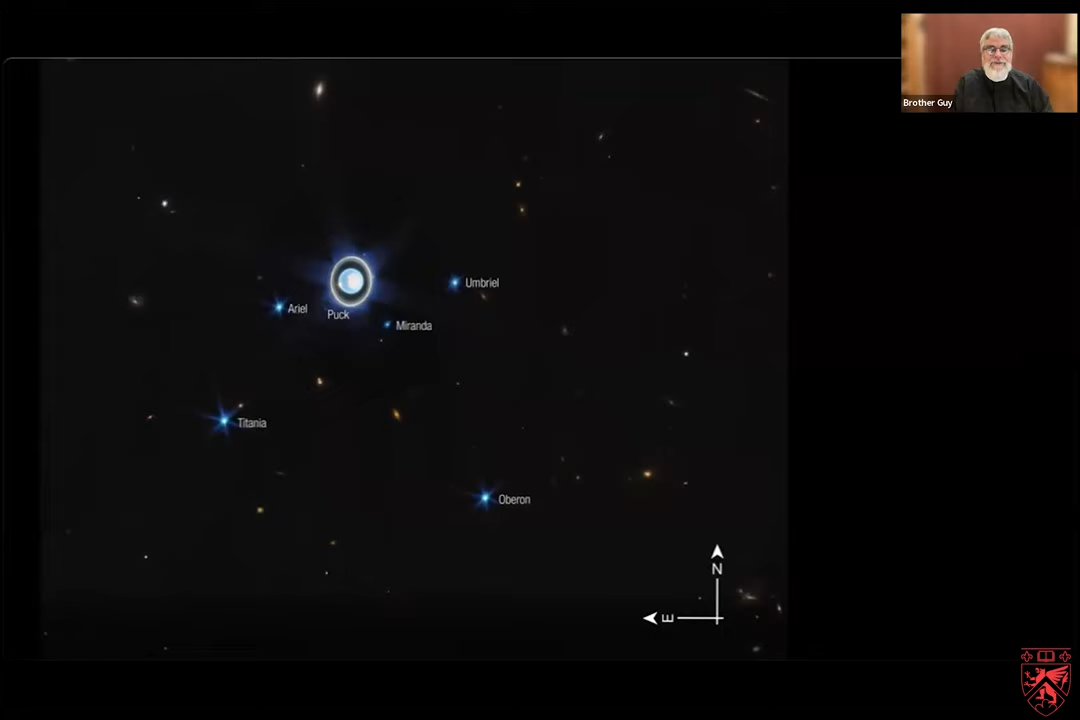 Brother Guy
Umbriel
Ariel
Puck
Miranda
Titania
Oberon
N
E